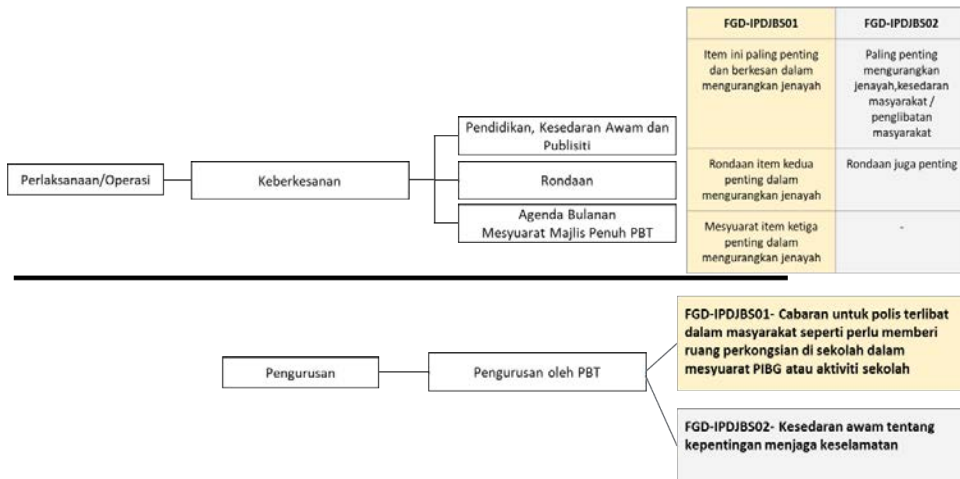 FGD-IPDJBS01
FGD-IPDJBS02
Item ini paling penting
dan berkesan dalam
mengurangkan jenayah
Paling penting
mengurangkan
jenayah,kesedaran
masyarakat /
penglibatan
masyarakat
Pendidikan, Kesedaran Awam dan
Publisiti
Perlaksanaan/Operasi
Keberkesanan
Rondaan
Rondaan item kedua
penting dalam
mengurangkan jenayah
Rondaan juga penting
Agenda Bulanan
Mesyuarat Majlis Penuh PBT
Mesyuarat item ketiga
penting dalam
mengurangkan jenayah
-
Pengurusan
Pengurusan oleh PBT
FGD-IPDJBS01- Cabaran untuk polis terlibat
dalam masyarakat seperti perlu memberi
ruang perkongsian di sekolah dalam
mesyuarat PIBG atau aktiviti sekolah
FGD-IPDJBS02- Kesedaran awam tentang
kepentingan menjaga keselamatan